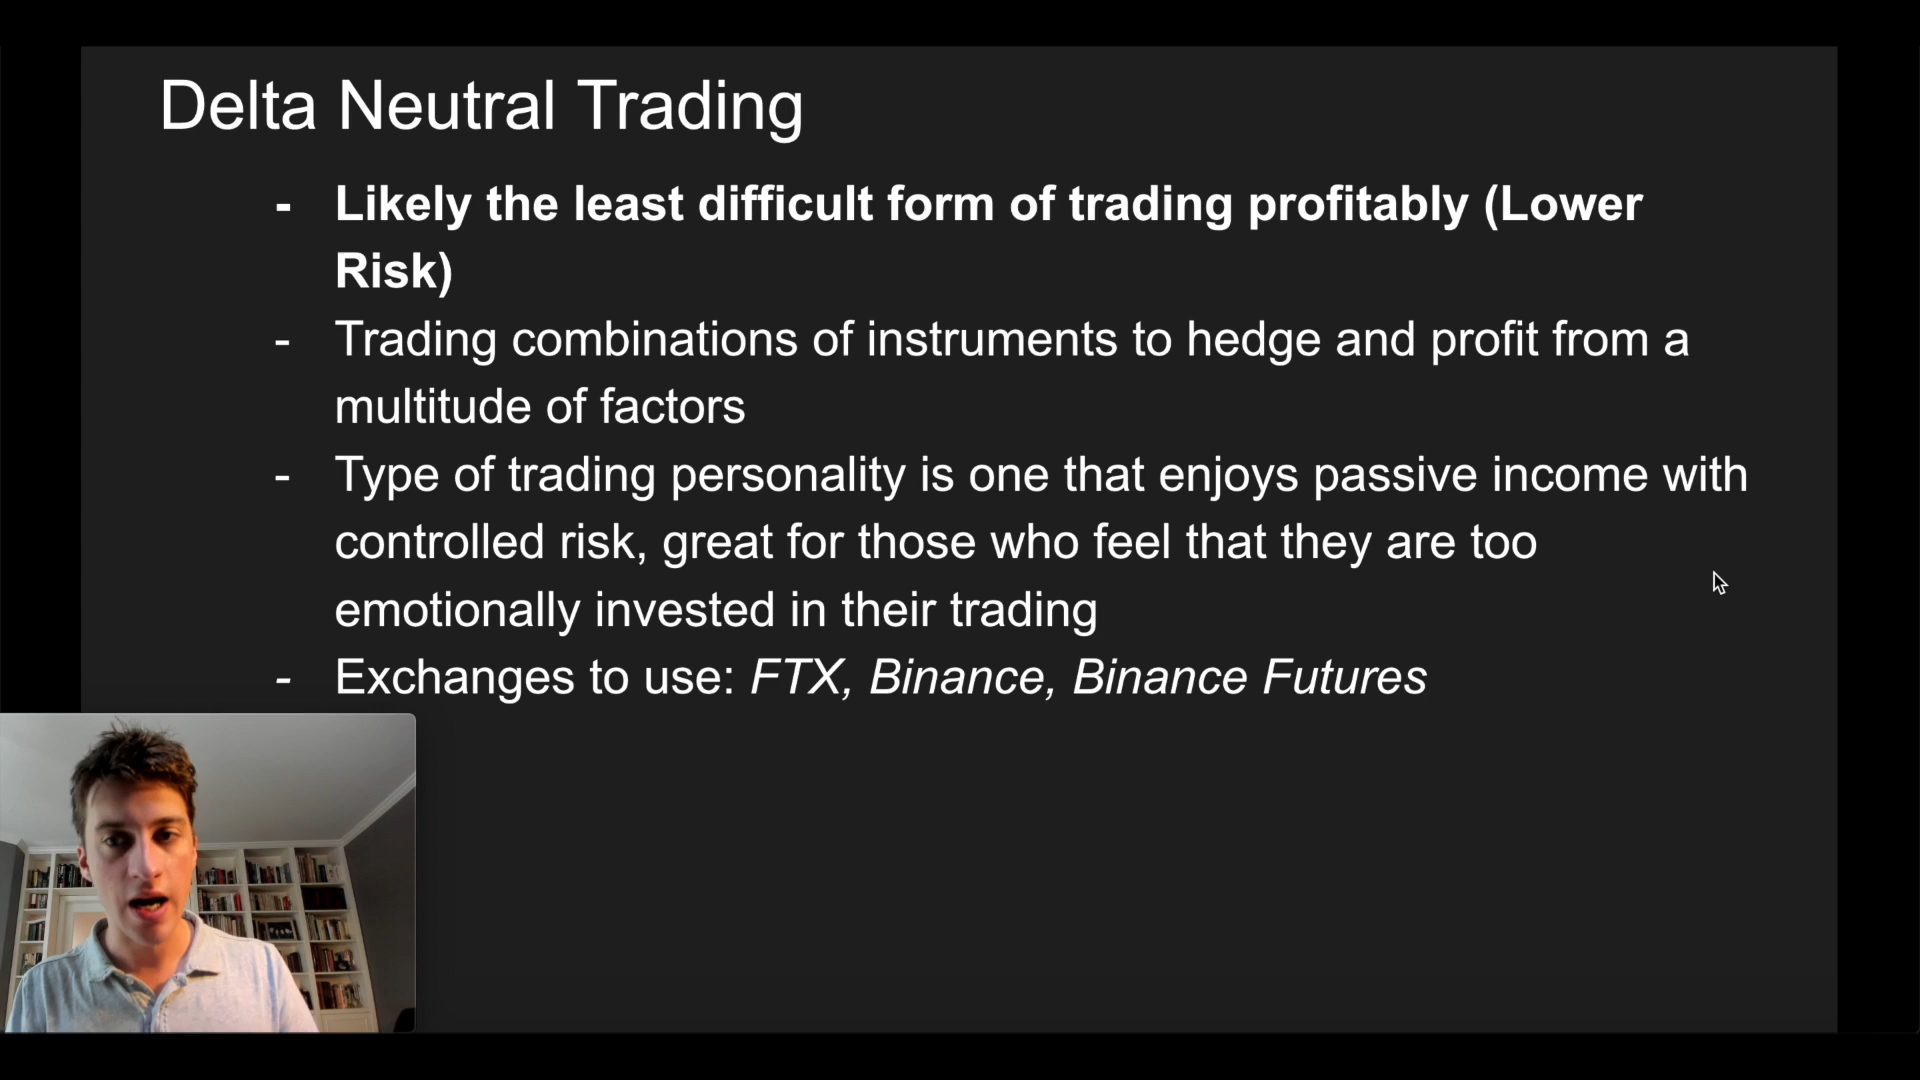 Delta Neutral Trading
- Likely the least difficult form of trading profitably (Lower
Risk)
- Trading combinations of instruments to hedge and profit from a
multitude of factors
- Type of trading personality is one that enjoys passive income with
controlled risk, great for those who feel that they are too
emotionally invested in their trading
- Exchanges to use: FTX, Binance, Binance Futures